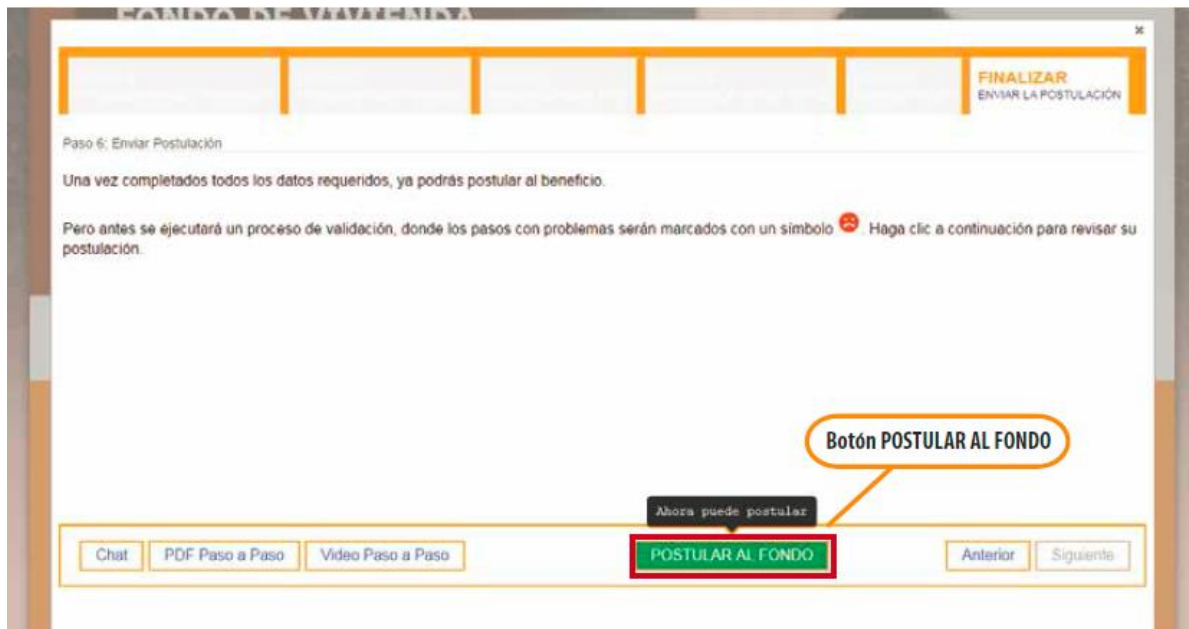 FONDO DE VIVIENDA
×
FINALIZAR
ENVIAR LA POSTULACIÓN
Paso 6: Enviar Postulación
Una vez completados todos los datos requeridos, ya podrás postular al beneficio.
Pero antes se ejecutará un proceso de validación, donde los pasos con problemas serán marcados con un símbolo . Haga clic a continuación para revisar su
postulación.
Botón POSTULAR AL FONDO
Ahora puede postular
Chat PDF Paso a Paso Video Paso a Paso POSTULAR AL FONDO Anterior Siguiente